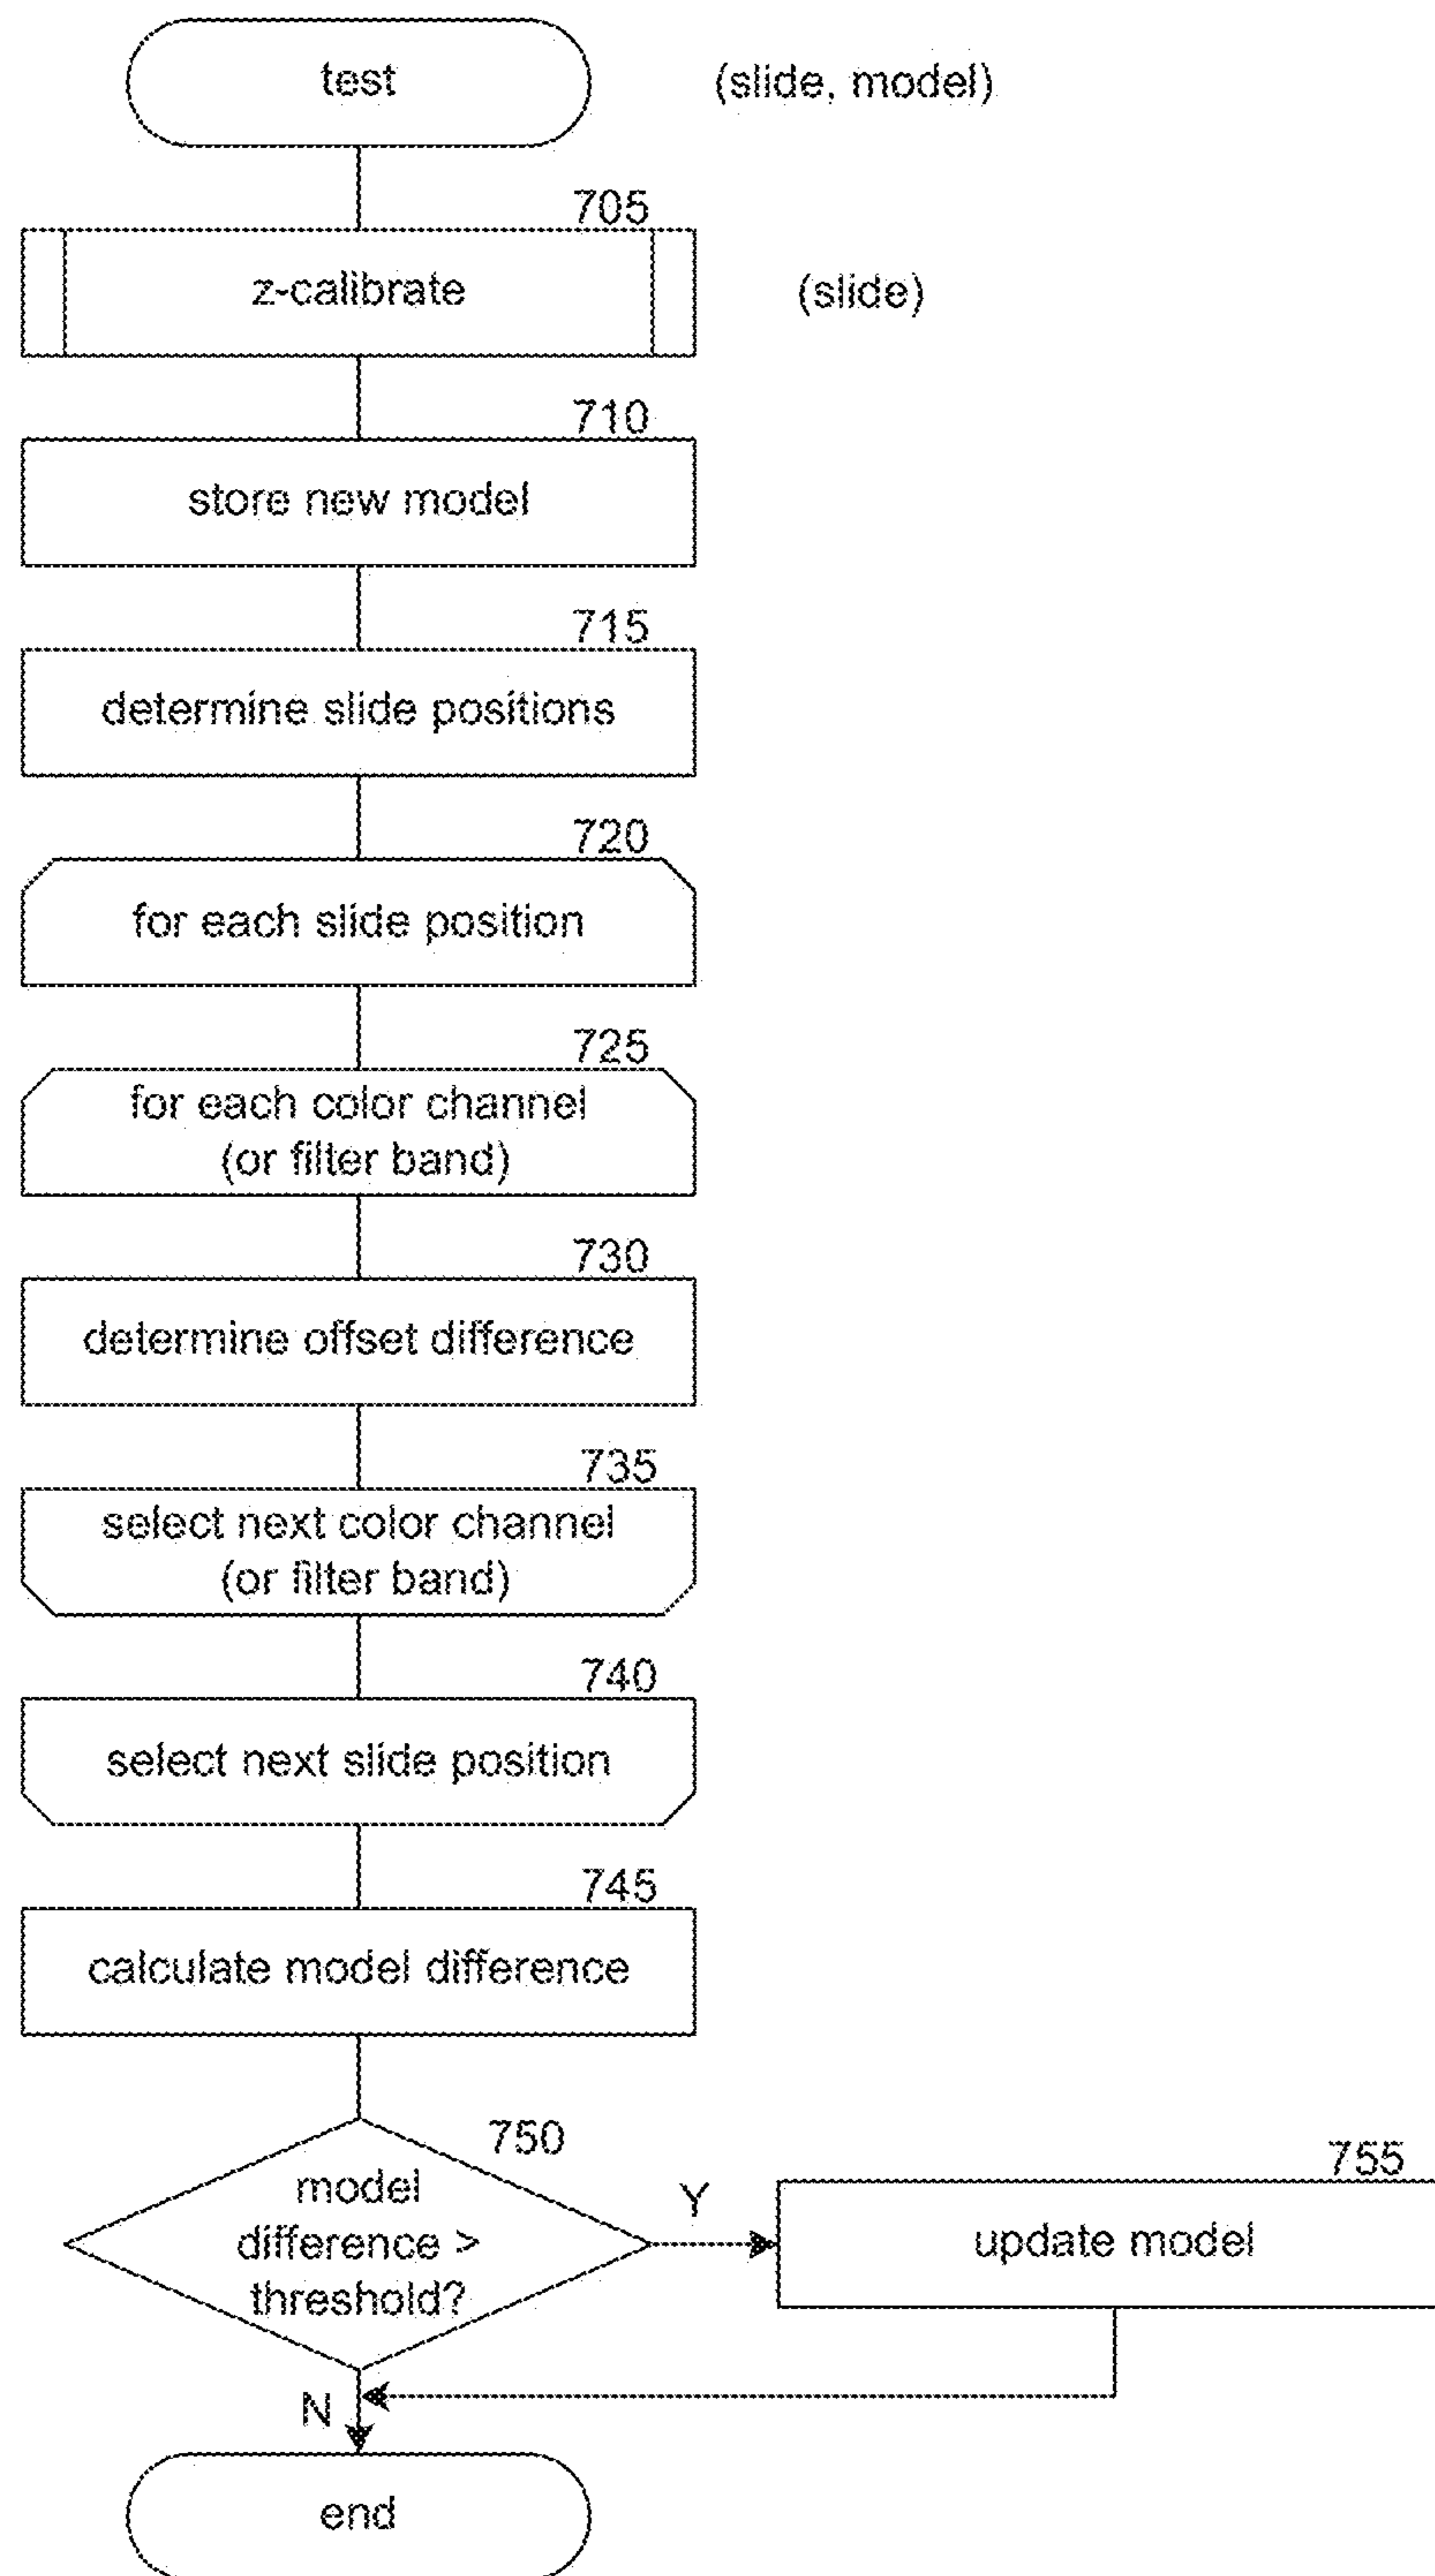 test
(slide, model)
705
z-calibrate
(slide)
710
store new model
715
determine slide positions
720
for each slide position
725
for each color channel
(or filter band)
730
determine offset difference
735
select next color channel
(or filter band)
740
select next slide position
745
calculate model difference
750
model
difference >
threshold?
Y
755
update model
N
end